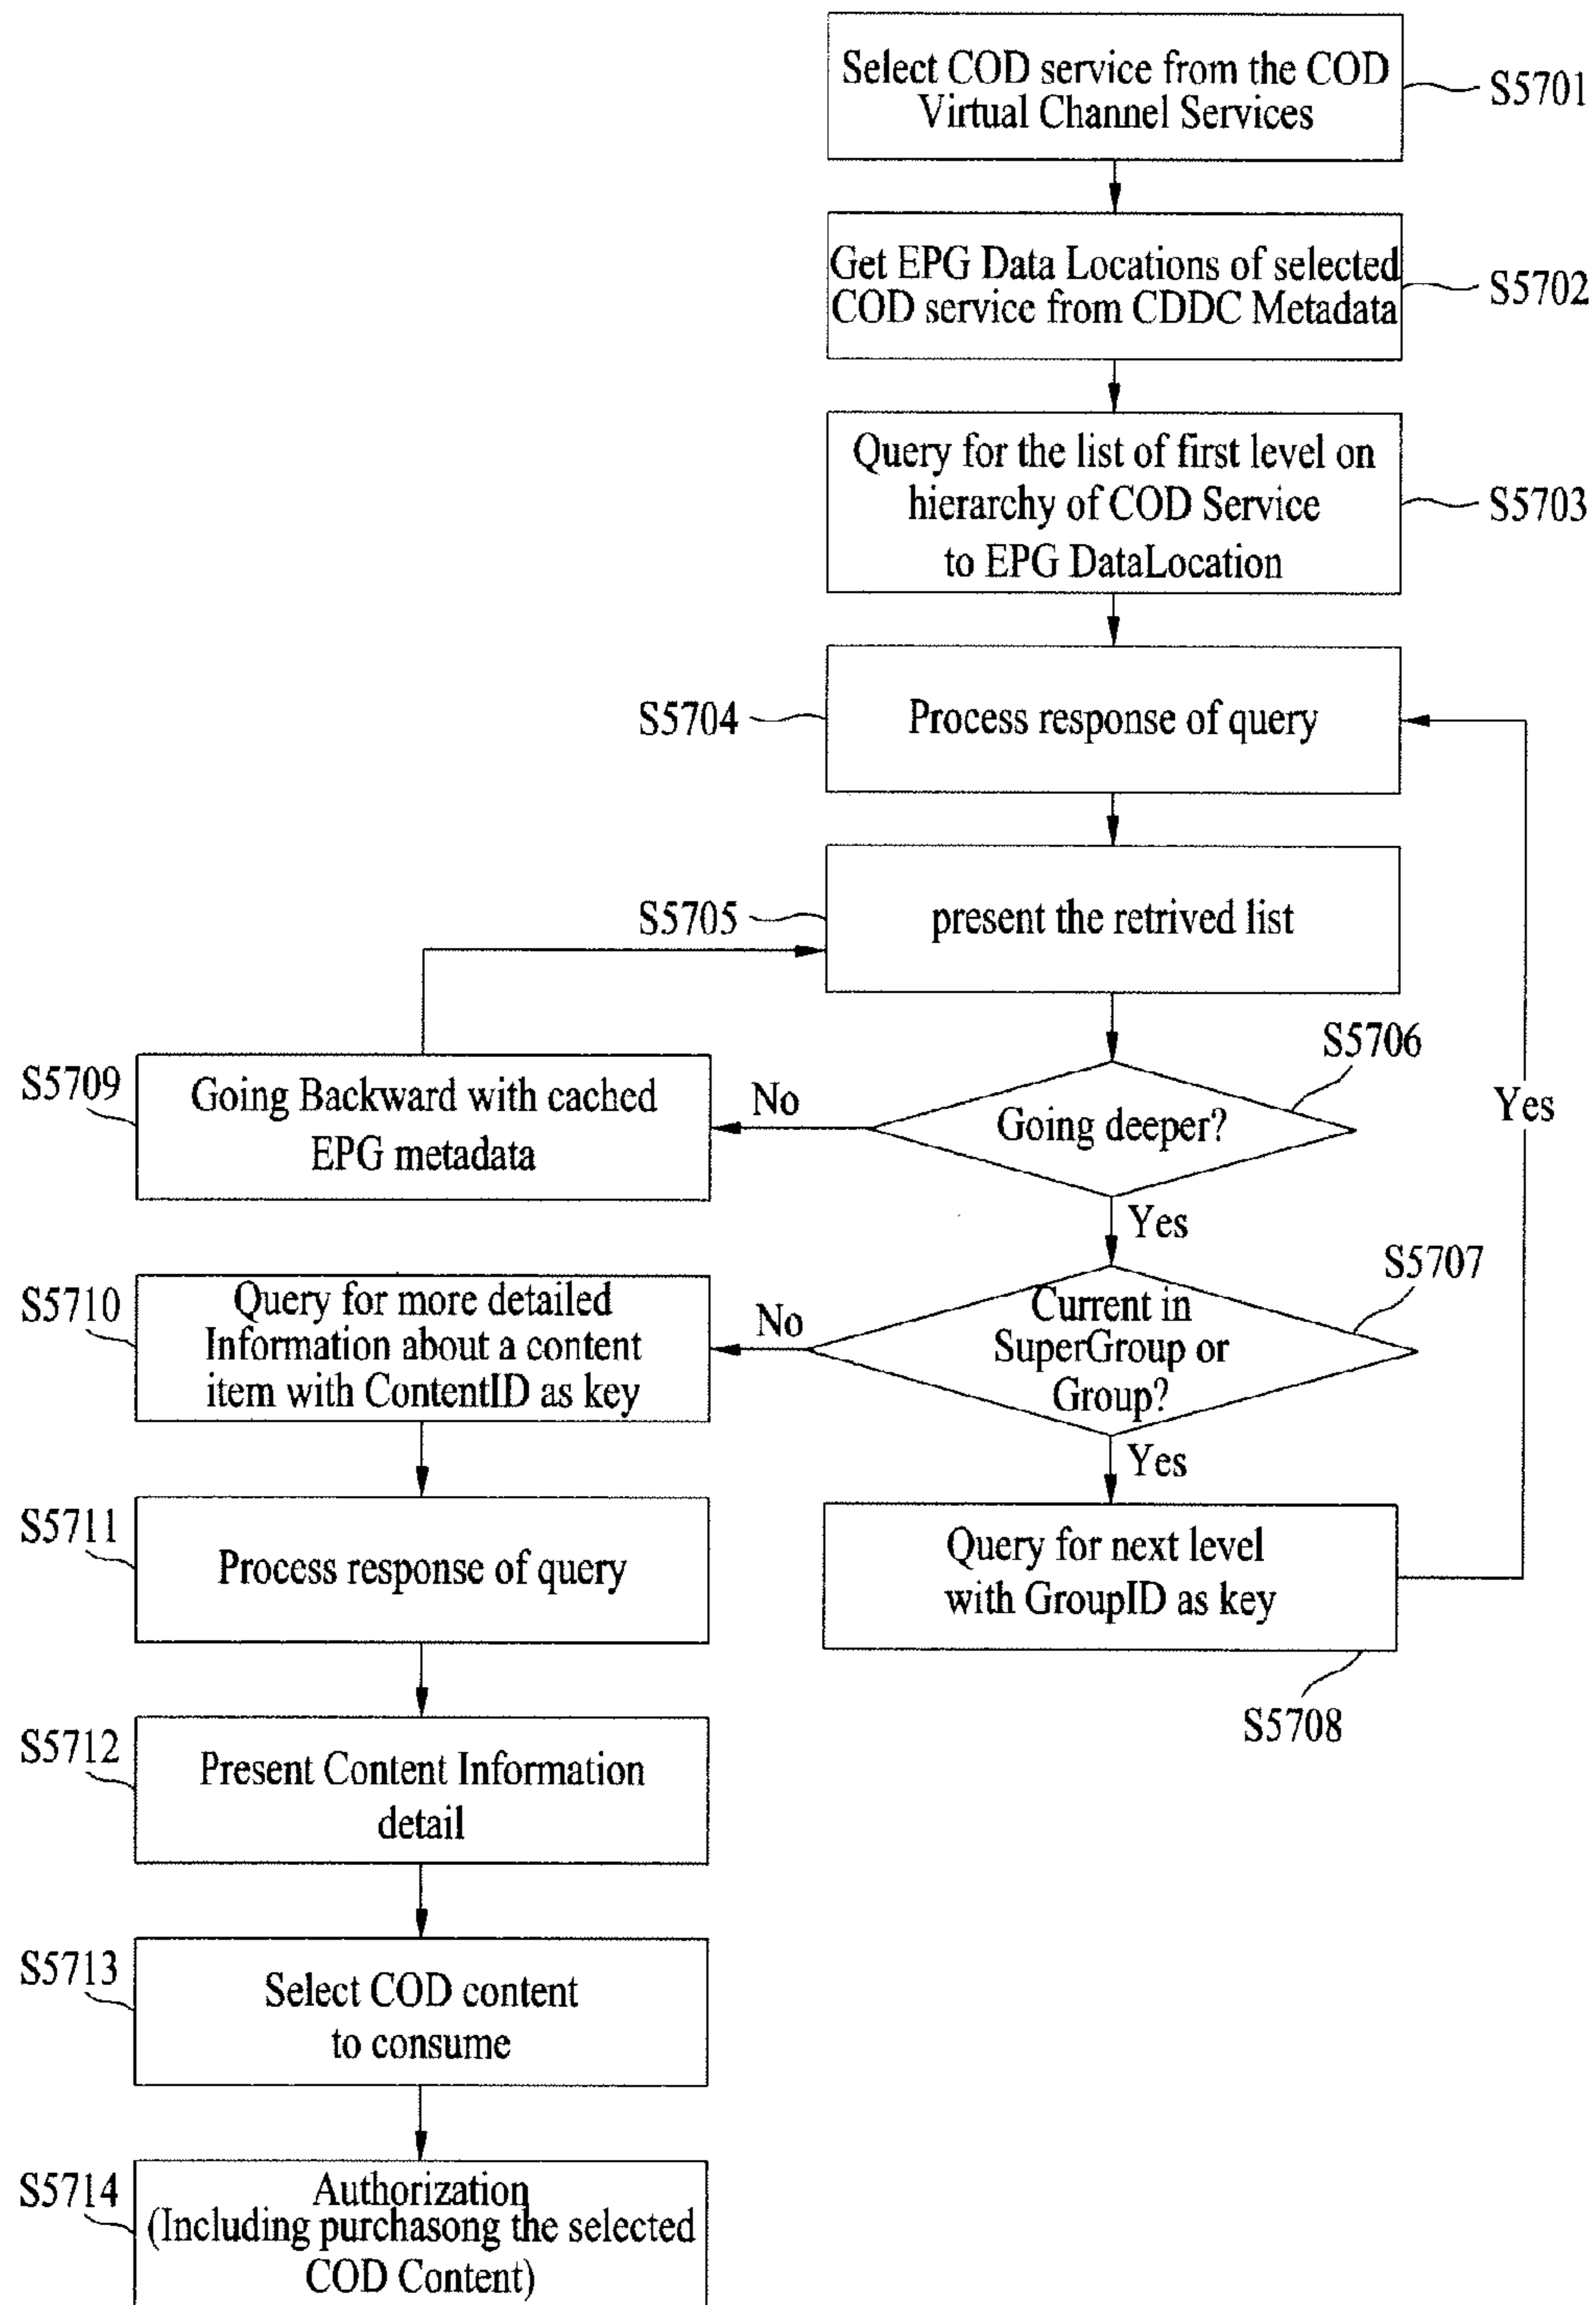 Select COD service from the COD
Virtual Channel Services
S5701
Get EPG Data Locations of selected
COD service from CDDC Metadata
S5702
Query for the list of first level on
hierarchy of COD Service
to EPG DataLocation
S5703
S5704
Process response of query
S5705
present the retrived list
S5706
Going deeper?
No
Yes
Yes
S5709
Going Backward with cached
EPG metadata
S5707
Current in
SuperGroup or
Group?
No
Yes
S5710
Query for more detailed
Information about a content
item with ContentID as key
Query for next level
with GroupID as key
S5708
S5711
Process response of query
S5712
Present Content Information
detail
S5713
Select COD content
to consume
S5714
Authorization
(Including purchasong the selected
COD Content)